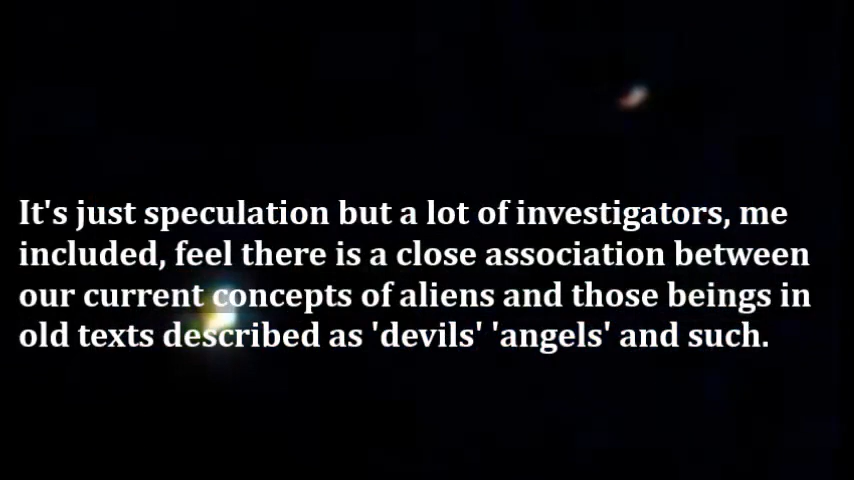 It's just speculation but a lot of investigators, me
included, feel there is a close association between
our current concepts of aliens and those beings in
old texts described as 'devils' 'angels' and such.